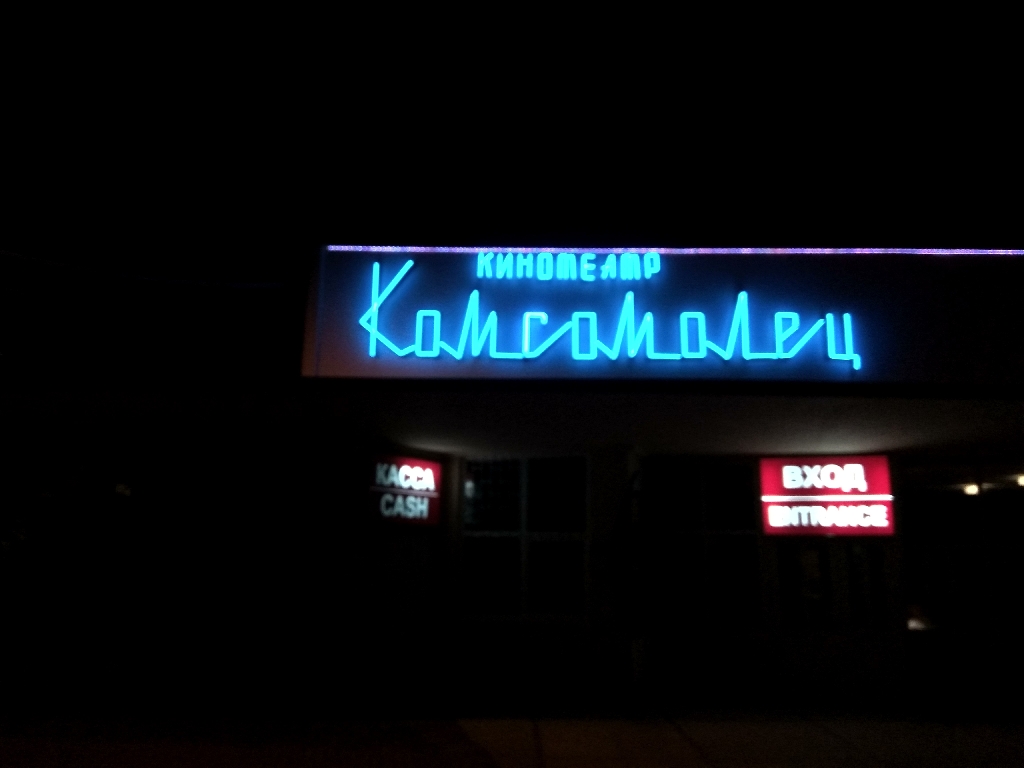 КИНОТЕАТР
Комсомолец
КАССА
CASH
ВХОД
ENTRANCE